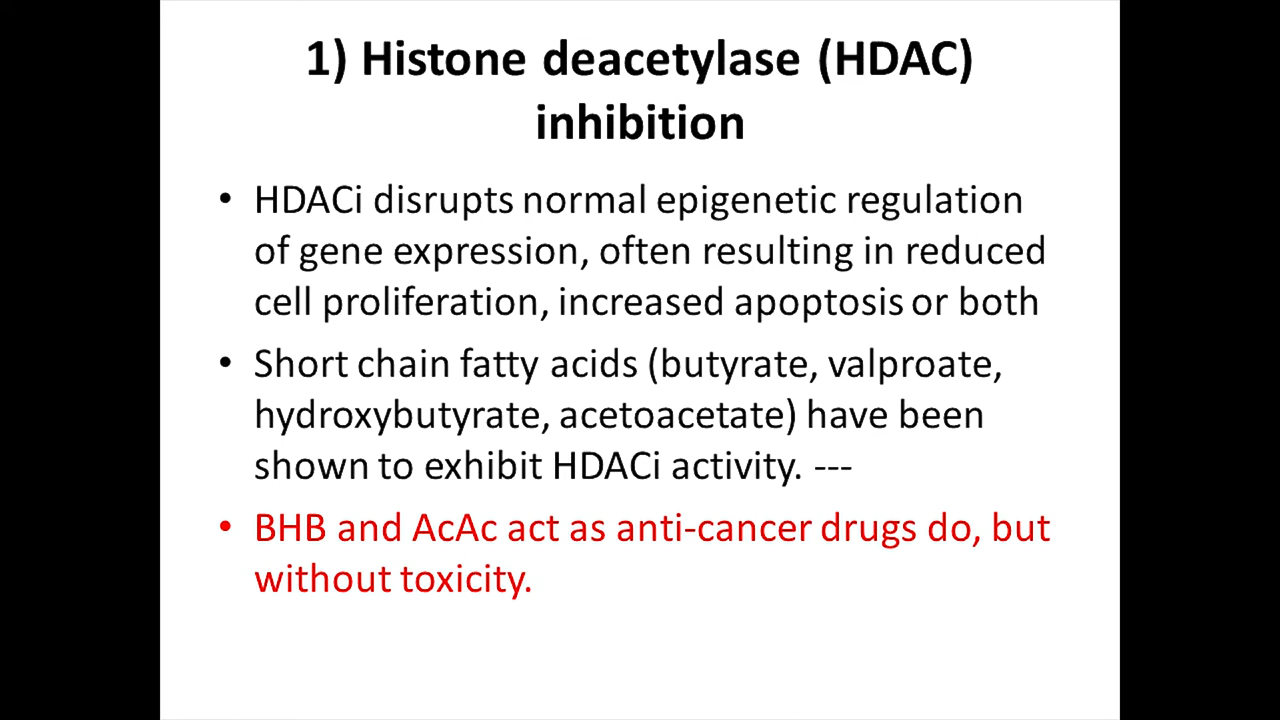 1) Histone deacetylase (HDAC)
inhibition
• HDACi disrupts normal epigenetic regulation
of gene expression, often resulting in reduced
cell proliferation, increased apoptosis or both
• Short chain fatty acids (butyrate, valproate,
hydroxybutyrate, acetoacetate) have been
shown to exhibit HDACi activity. ---
• BHB and AcAc act as anti-cancer drugs do, but
without toxicity.